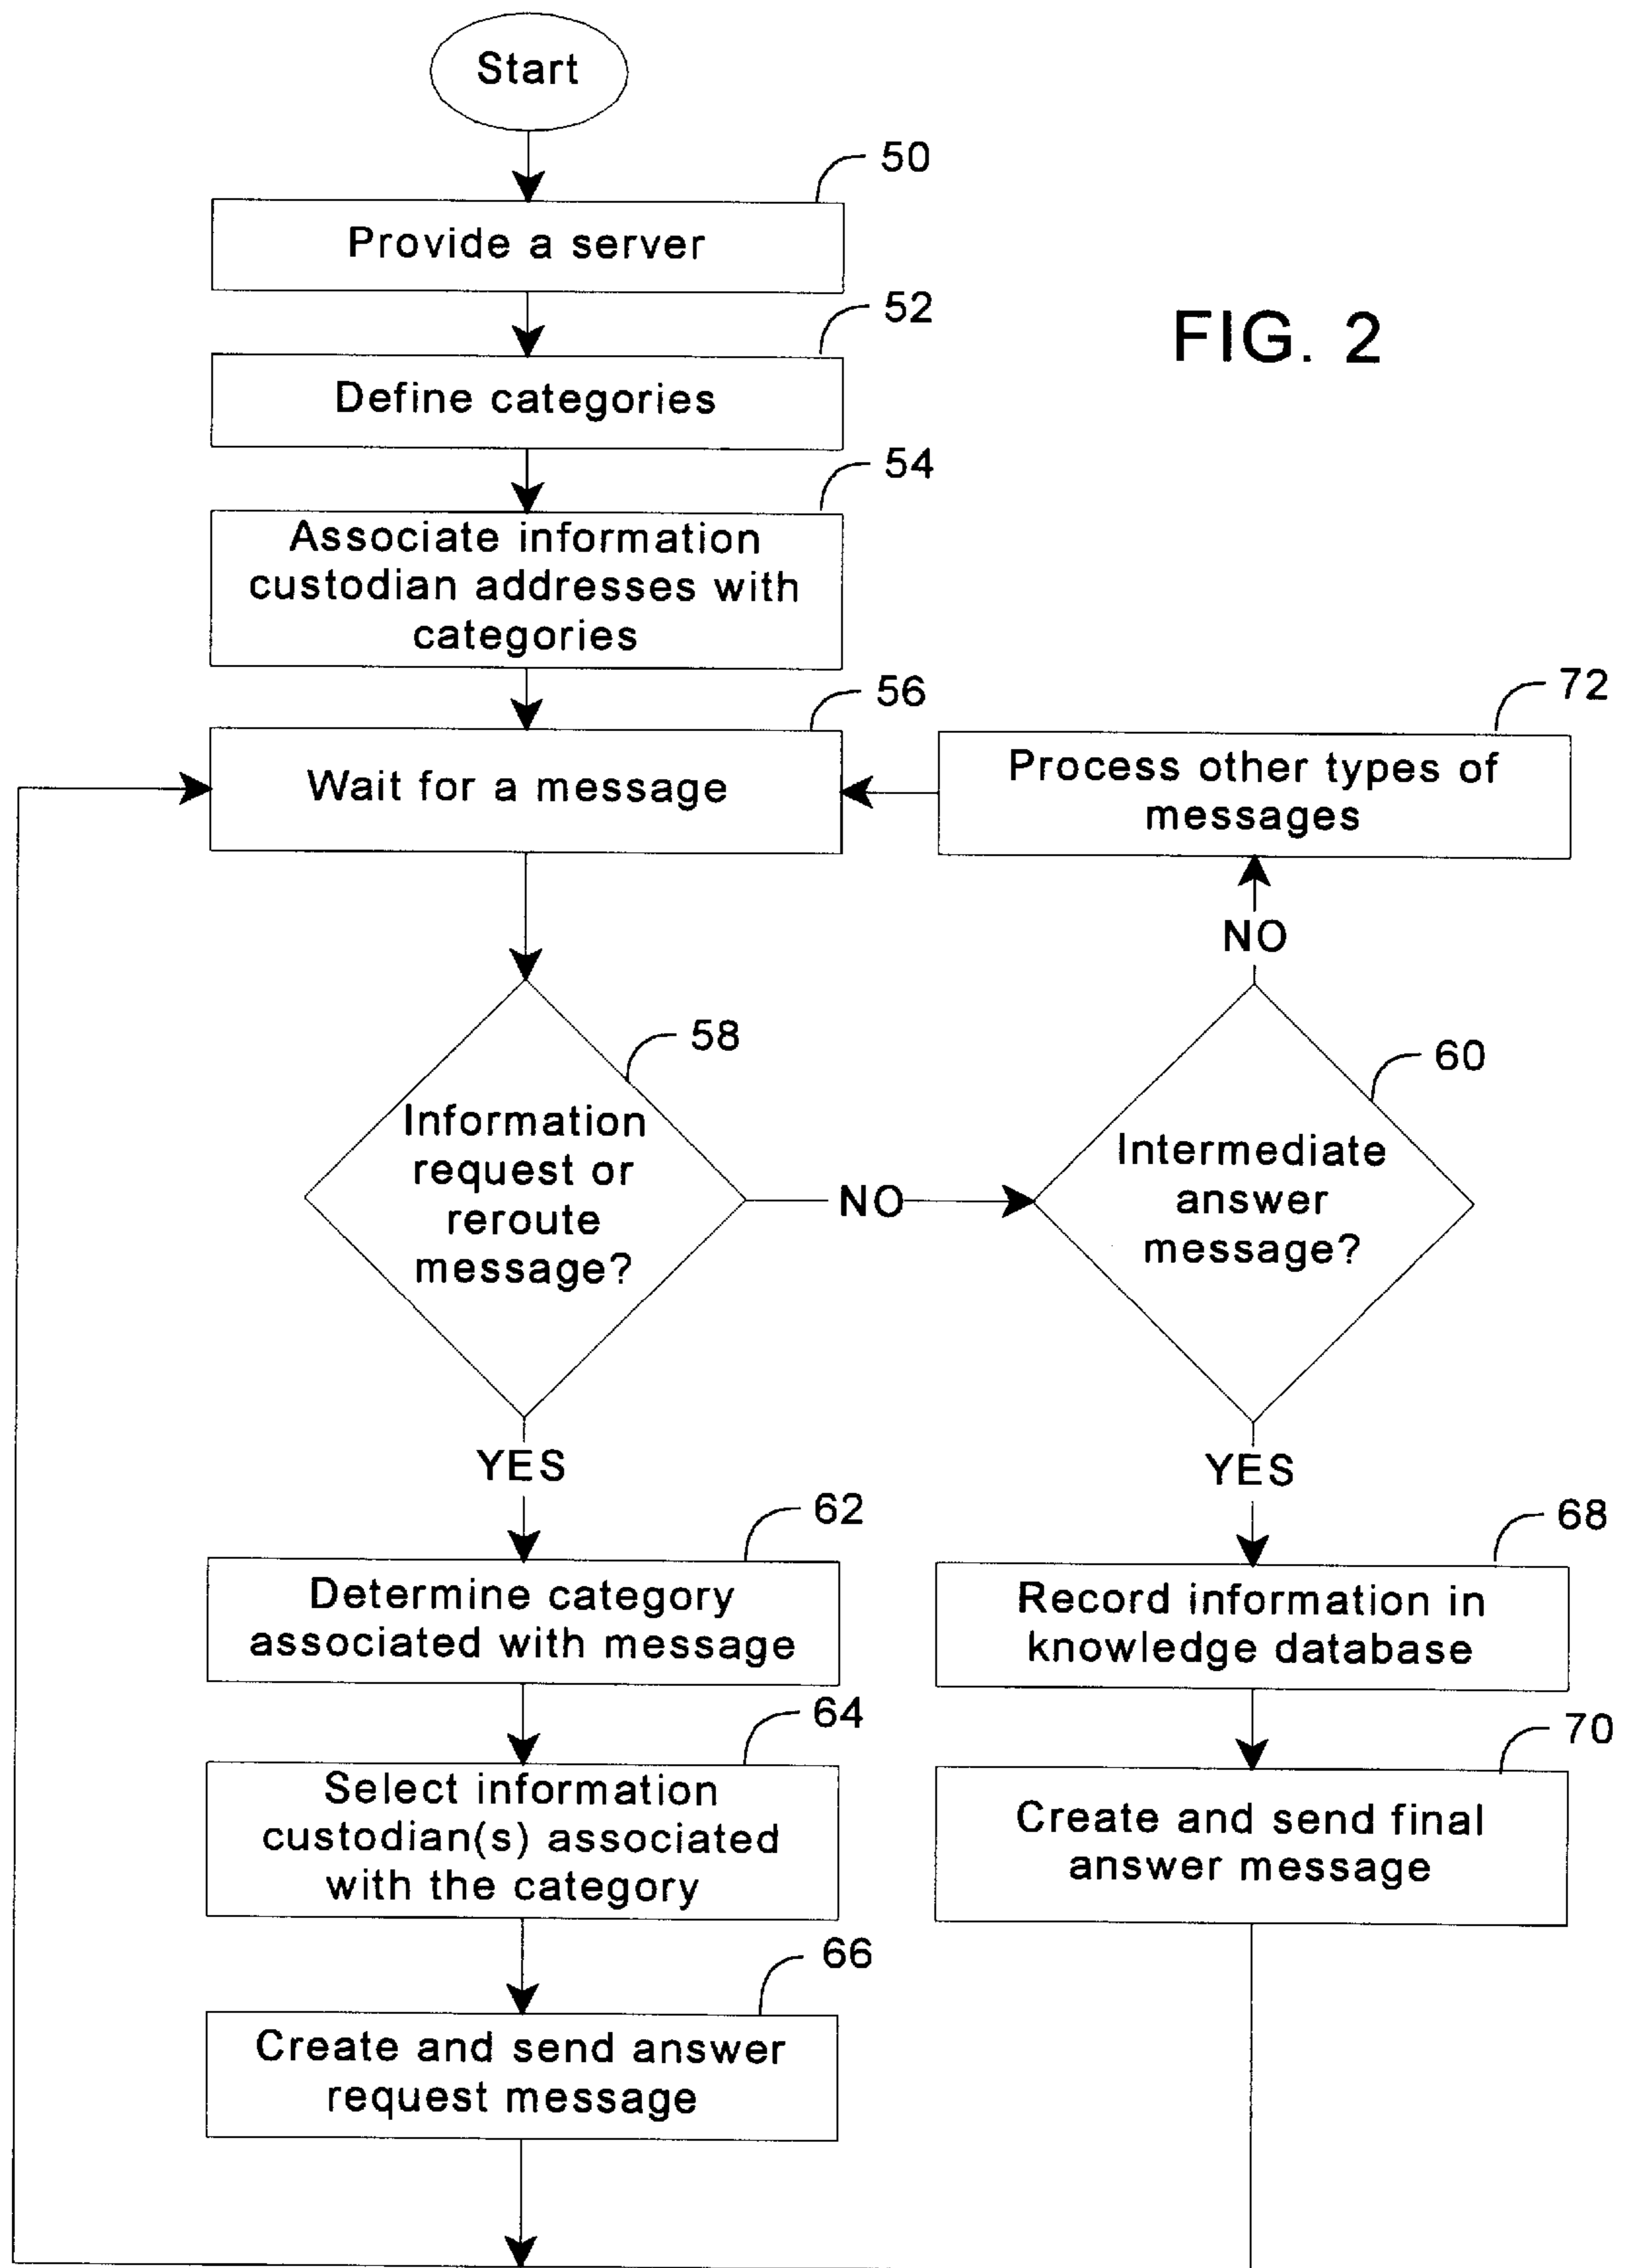 Start
50
Provide a server
52
FIG. 2
Define categories
54
Associate information
custodian addresses with
categories
56
72
Wait for a message
Process other types of
messages
NO
58
60
Information
request or
reroute
message?
NO
Intermediate
answer
message?
YES
YES
62
68
Determine category
associated with message
Record information in
knowledge database
64
70
Select information
custodian(s) associated
with the category
Create and send final
answer message
66
Create and send answer
request message